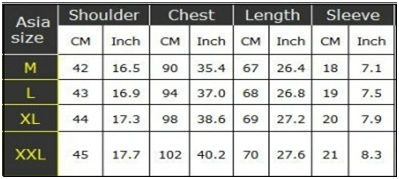 Asia size Shoulder Chest Length Sleeve
CM Inch CM Inch CM Inch CM Inch
M 42 16.5 90 35.4 67 26.4 18 7.1
L 43 16.9 94 37.0 68 26.8 19 7.5
XL 44 17.3 98 38.6 69 27.2 20 7.9
XXL 45 17.7 102 40.2 70 27.6 21 8.3